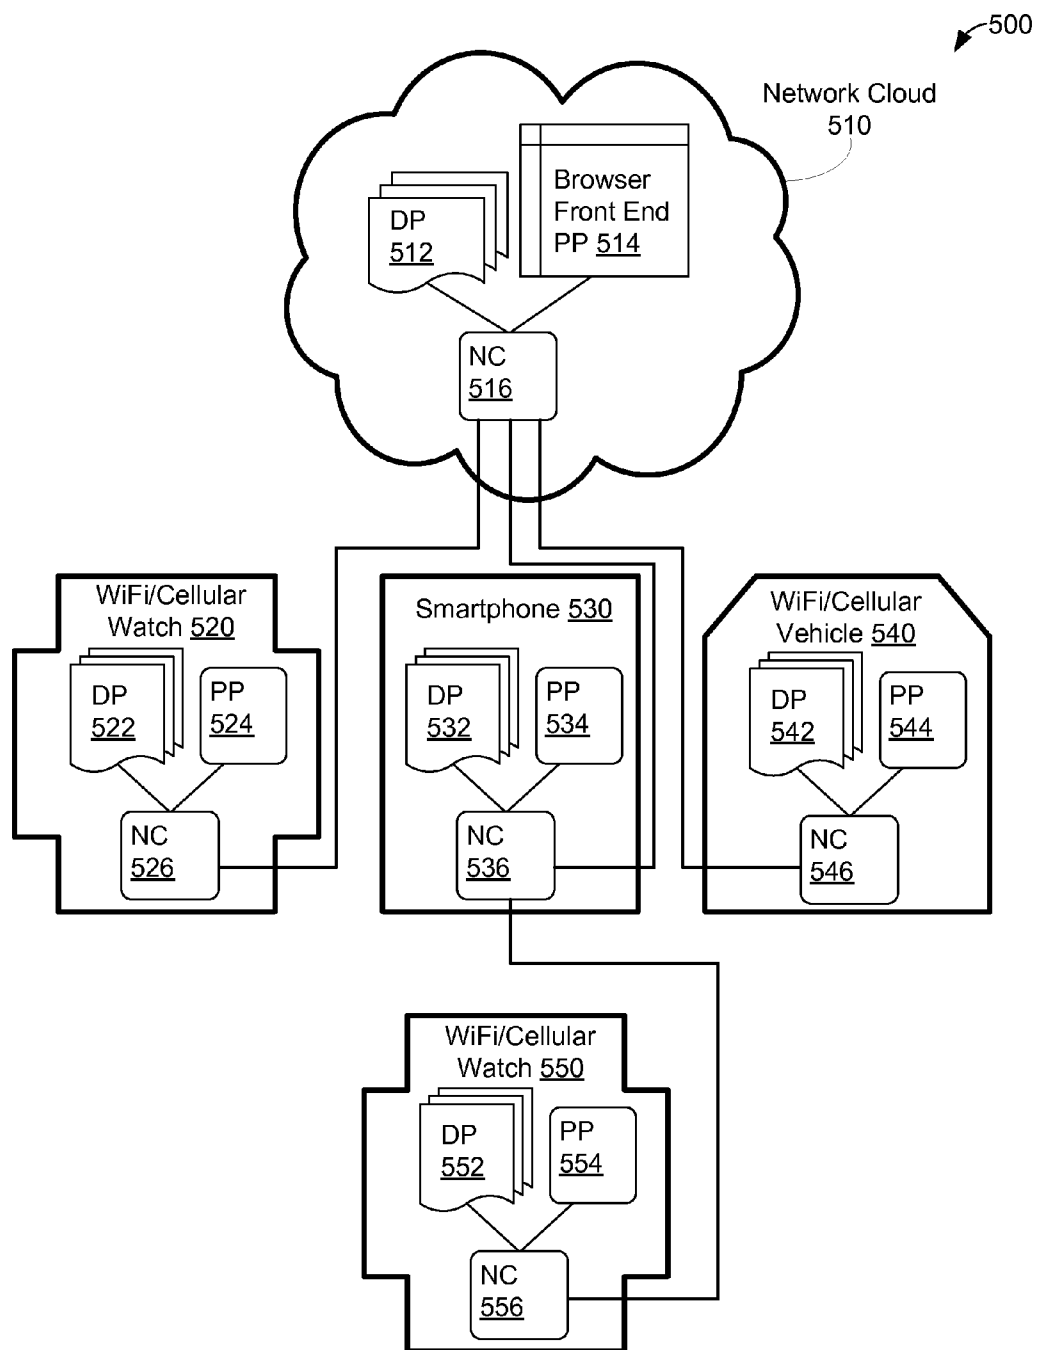 500
Network Cloud
510
Browser
Front End
PP 514
DP
512
NC
516
WiFi/Cellular
Watch 520
DP
522
PP
524
NC
526
Smartphone 530
DP
532
PP
534
NC
536
WiFi/Cellular
Vehicle 540
DP
542
PP
544
NC
546
WiFi/Cellular
Watch 550
DP
552
PP
554
NC
556